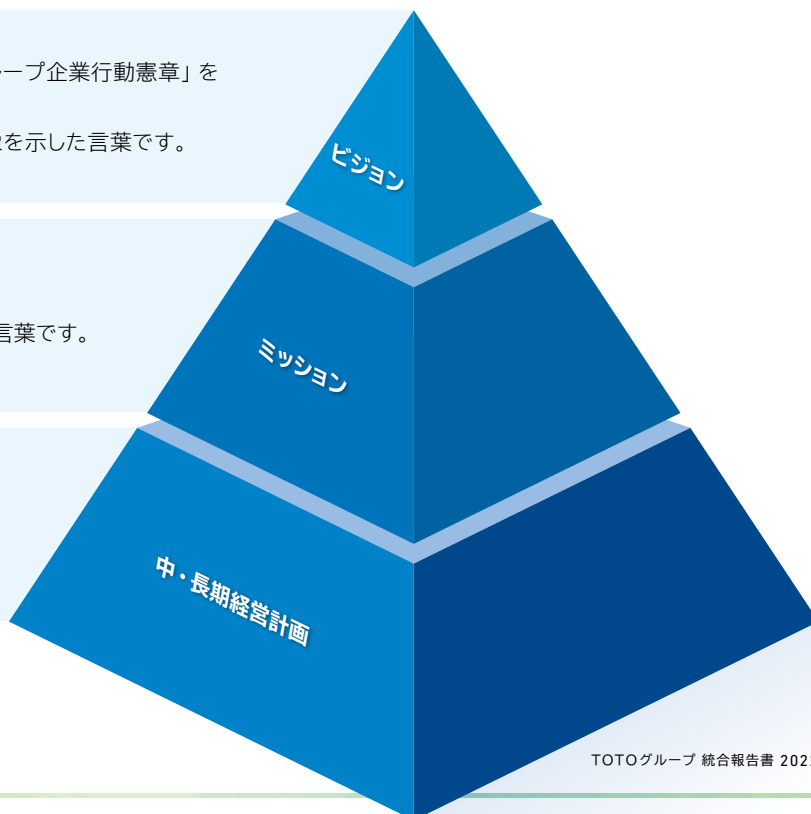 ループ企業行動憲章」を
を示した言葉です。
ビジョン
言葉です。
ミッション
中・長期経営計画
TOTOグループ 統合報告書 202